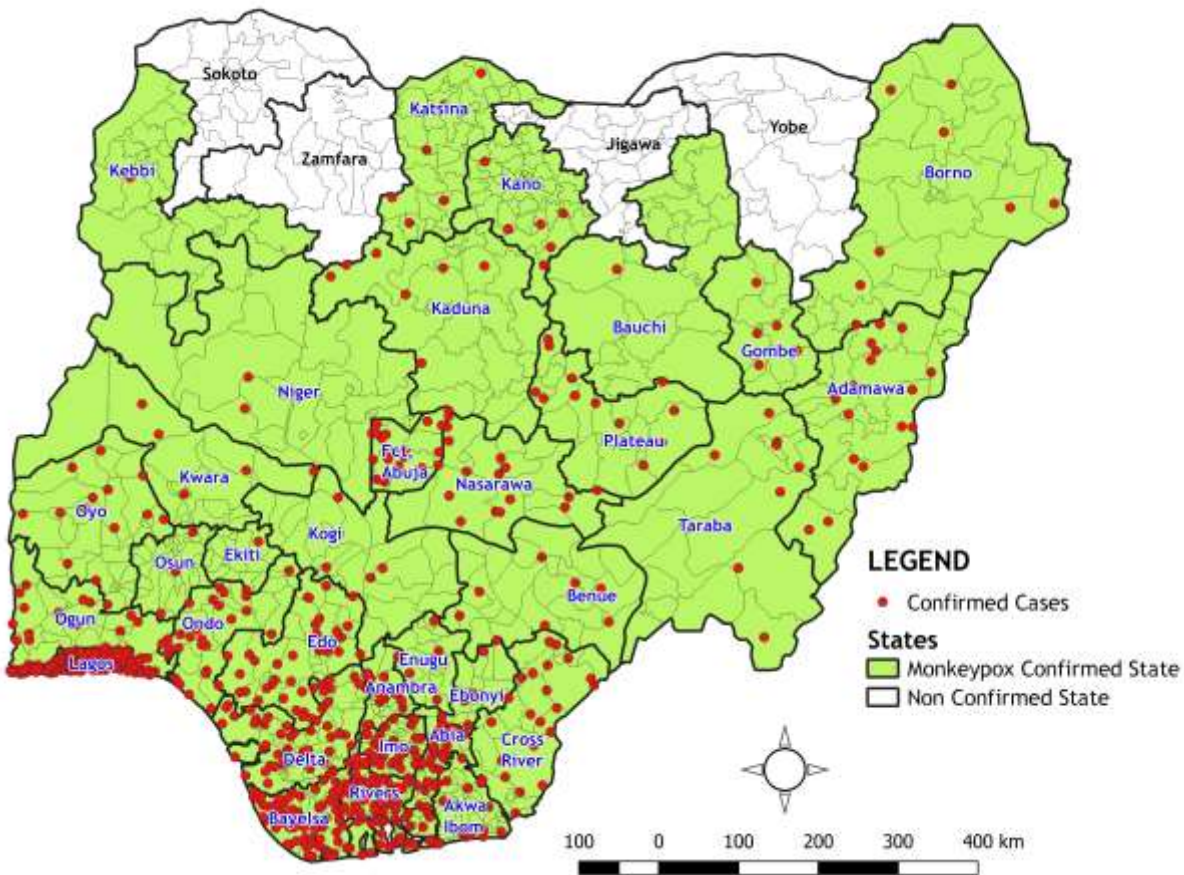 Sokoto
Katsina
Zamfara
Jigawa
Yobe
Kebbi
Kano
Borno
Kaduna
Bauchi
Gombe
Niger
Adamawa
Plateau
Fct,
Abuja
Kwara
Nasarawa
Oyo
Kogi
Taraba
Osun
Ekiti
Benue
Ogun
Ondo
Edo
Lagos
Enugu
Anambra
Ebonyi
Imo
Abia
Cross
River
Delta
Rivers
Bayelsa
Akwa
Ibom
LEGEND
Confirmed Cases
States
Monkeypox Confirmed State
Non Confirmed State
100 0 100 200 300 400 km